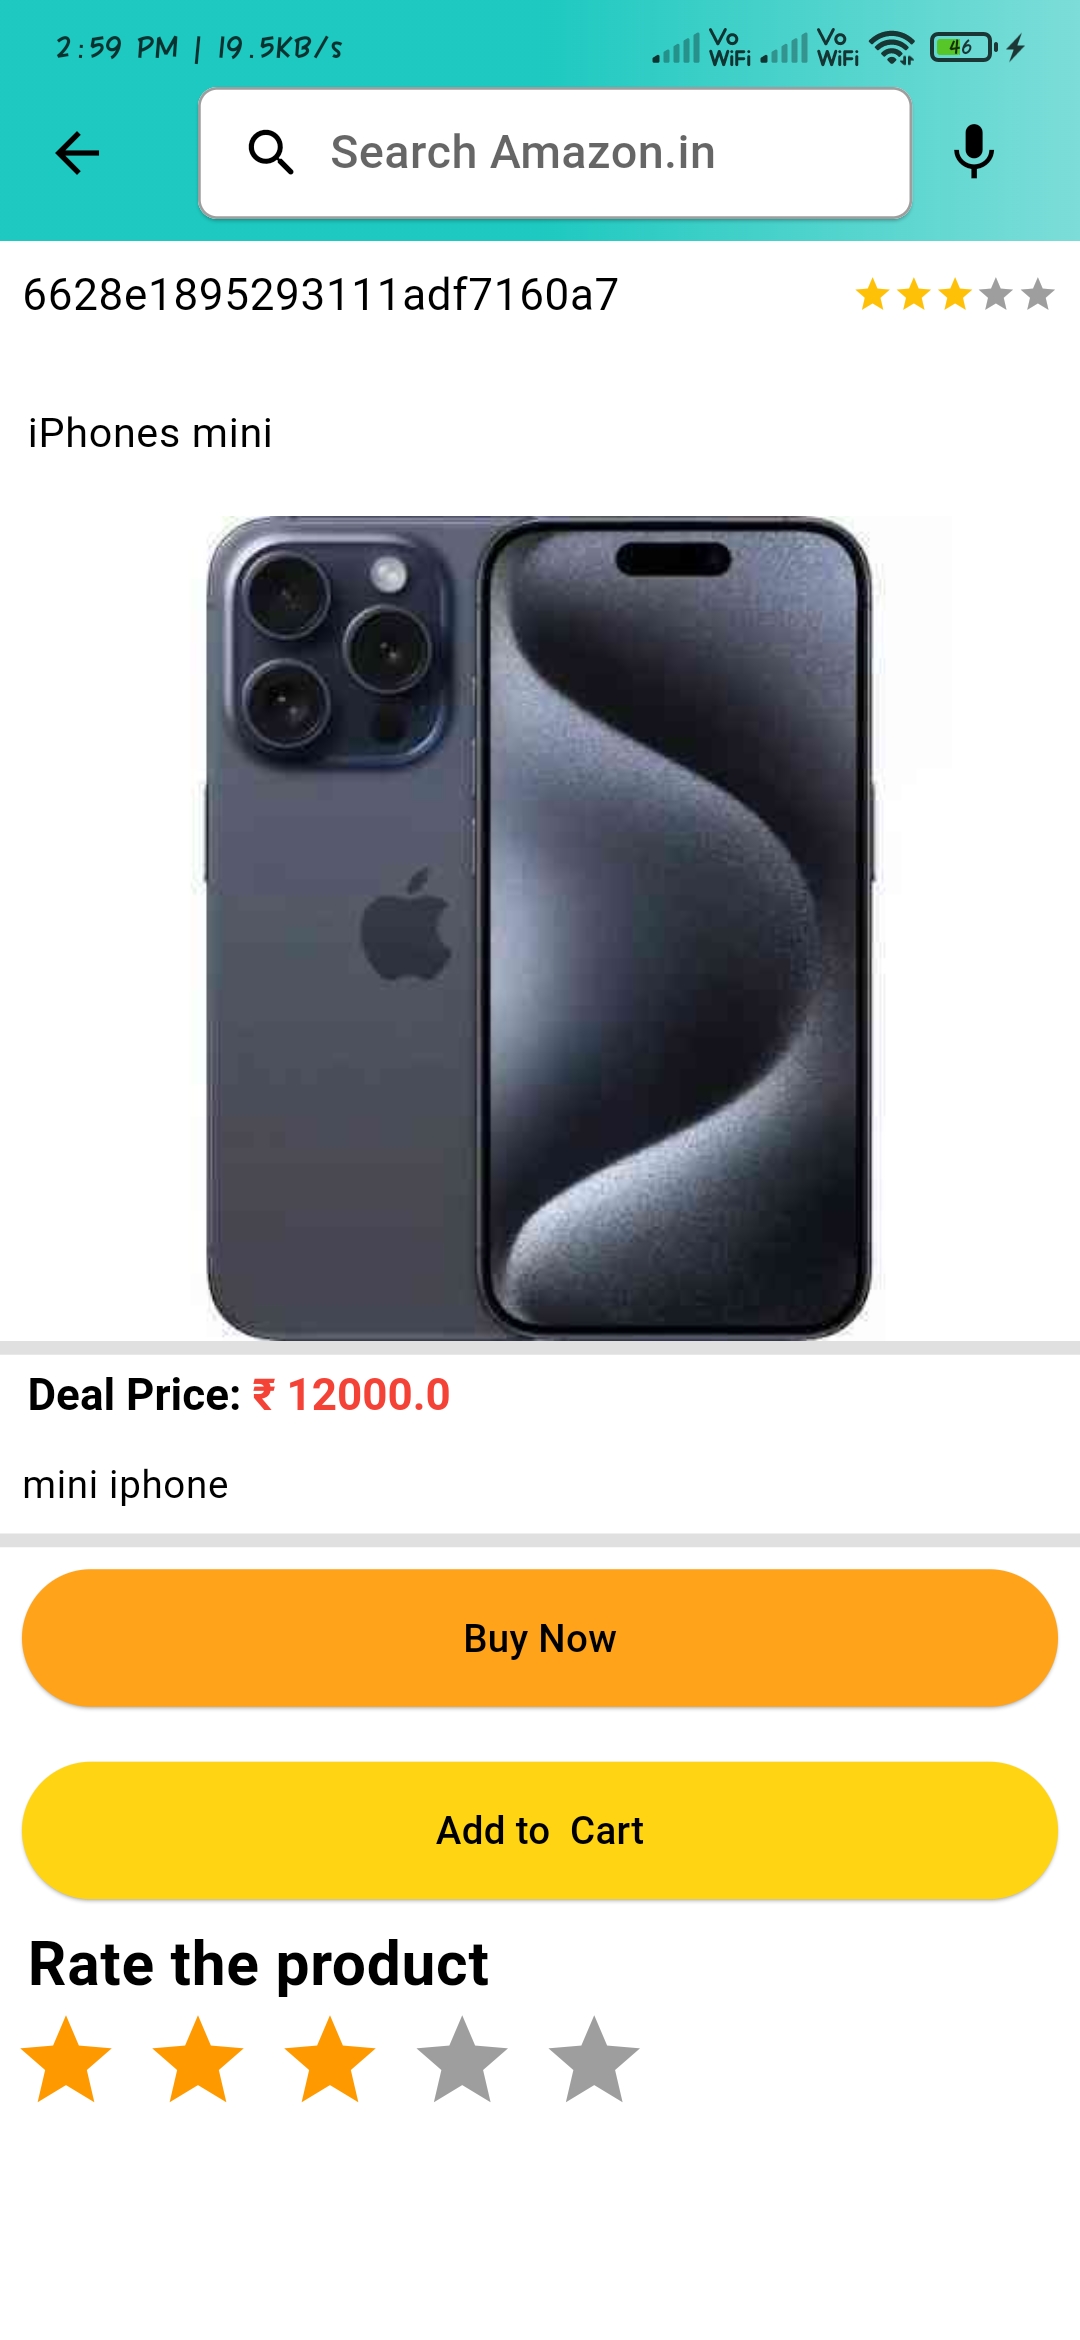 2:59 PM | 19.5KB/s Vo WiFi Vo WiFi 46
Search Amazon.in
6628e1895293111adf7160a7
iPhones mini
Deal Price: ₹ 12000.0
mini iphone
Buy Now
Add to  Cart
Rate the product